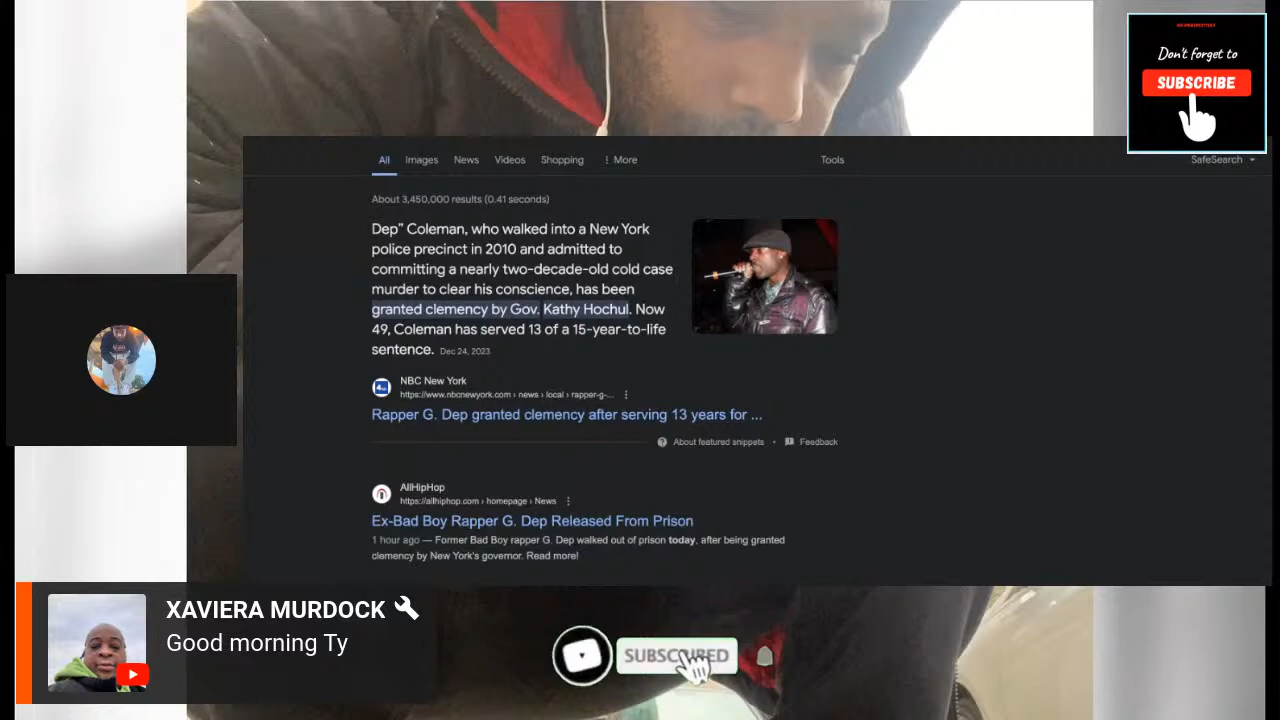 Don't forget to
SUBSCRIBE
All Images News Videos Shopping More Tools SafeSearch
About 3,450,000 results (0.41 seconds)
Dep” Coleman, who walked into a New York
police precinct in 2010 and admitted to
committing a nearly two-decade-old cold case
murder to clear his conscience, has been
granted clemency by Gov. Kathy Hochul. Now
49, Coleman has served 13 of a 15-year-to-life
sentence. Dec 24, 2023
NBC New York
https://www.nbcnewyork.com › news › local › rapper-g-...
Rapper G. Dep granted clemency after serving 13 years for ...
About featured snippets • Feedback
AllHipHop
https://allhiphop.com › homepage › News
Ex-Bad Boy Rapper G. Dep Released From Prison
1 hour ago — Former Bad Boy rapper G. Dep walked out of prison today, after being granted
clemency by New York's governor. Read more!
XAVIERA MURDOCK
Good morning Ty
SUBSCRIBED